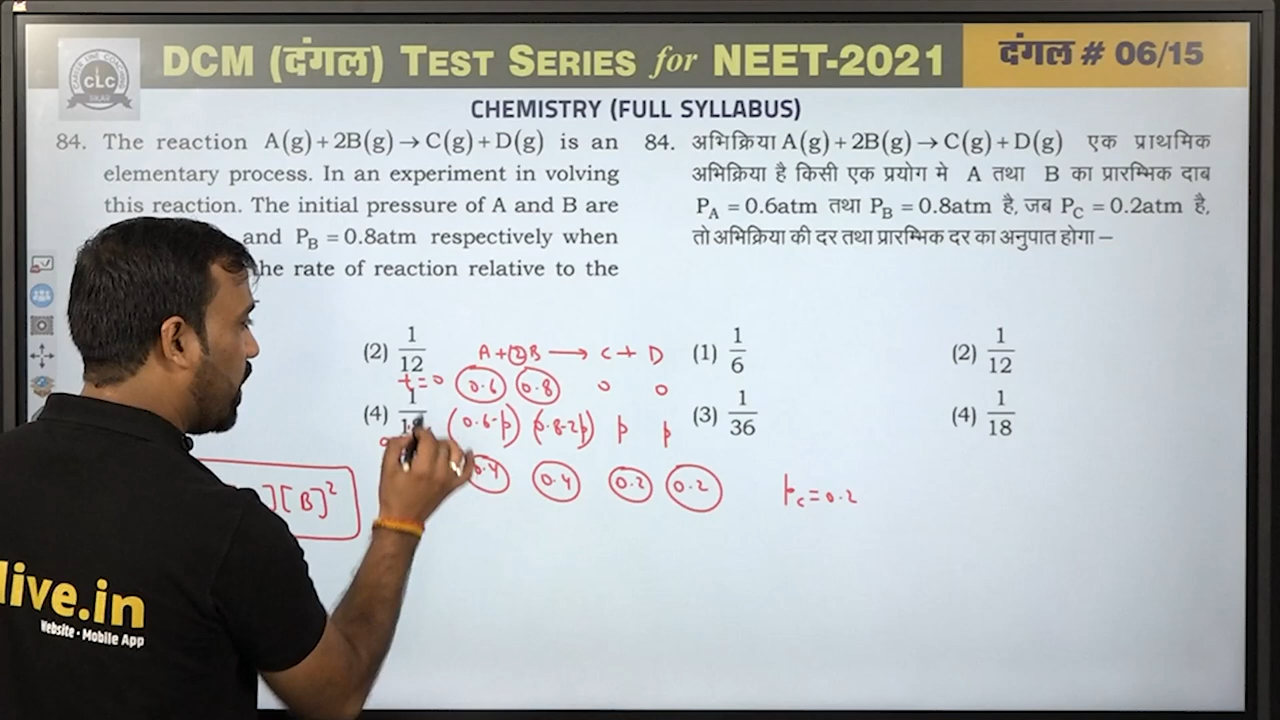 DCM (दंगल) TEST SERIES for NEET-2021
दंगल # 06/15
CLC
SIKAR
CHEMISTRY (FULL SYLLABUS)
84. The reaction A(g)+2B(g)→C(g)+D(g) is an
elementary process. In an experiment in volving
this reaction. The initial pressure of A and B are
and P_B = 0.8atm respectively when
the rate of reaction relative to the
(2) 1/12
(4)
84. अभिक्रिया A(g)+2B(g)→C(g)+D(g) एक प्राथमिक
अभिक्रिया है किसी एक प्रयोग मे A तथा B का प्रारम्भिक दाब
P_A = 0.6atm तथा P_B = 0.8atm है, जब P_C = 0.2atm है,
तो अभिक्रिया की दर तथा प्रारम्भिक दर का अनुपात होगा –
(1) 1/6 (2) 1/12
(3) 1/36 (4) 1/18
A + 2B → C + D
t=0 0.6 0.8 0 0
(0.6-p) (0.8-2p) p p
0.4 0.4 0.2 0.2
][B]²
p_c = 0.2
live.in
Website • Mobile App